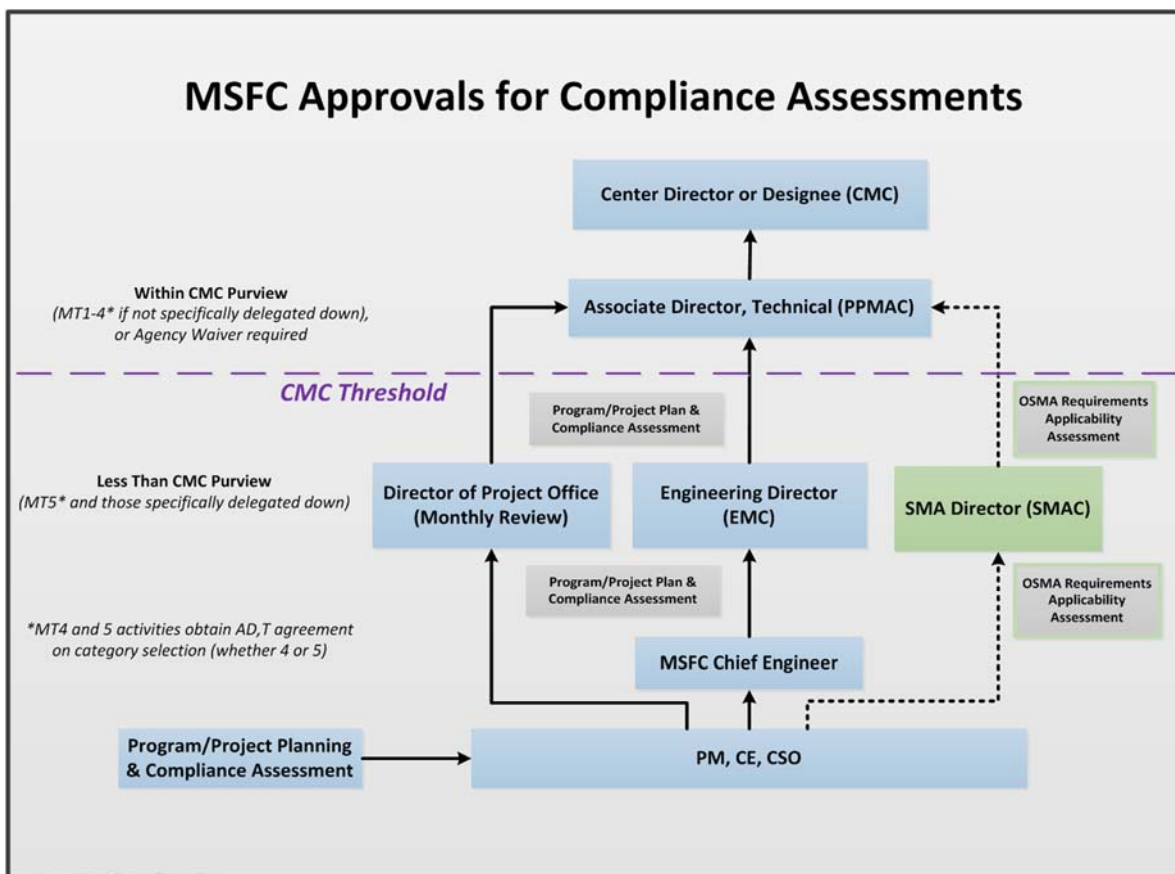 MSFC Approvals for Compliance Assessments
Center Director or Designee (CMC)
Within CMC Purview
(MT1-4* if not specifically delegated down),
or Agency Waiver required
Associate Director, Technical (PPMAC)
CMC Threshold
Program/Project Plan &
Compliance Assessment
OSMA Requirements
Applicability
Assessment
Less Than CMC Purview
(MT5* and those specifically delegated down)
Director of Project Office
(Monthly Review)
Engineering Director
(EMC)
SMA Director (SMAC)
Program/Project Plan &
Compliance Assessment
OSMA Requirements
Applicability
Assessment
*MT4 and 5 activities obtain AD,T agreement
on category selection (whether 4 or 5)
MSFC Chief Engineer
Program/Project Planning
& Compliance Assessment
PM, CE, CSO